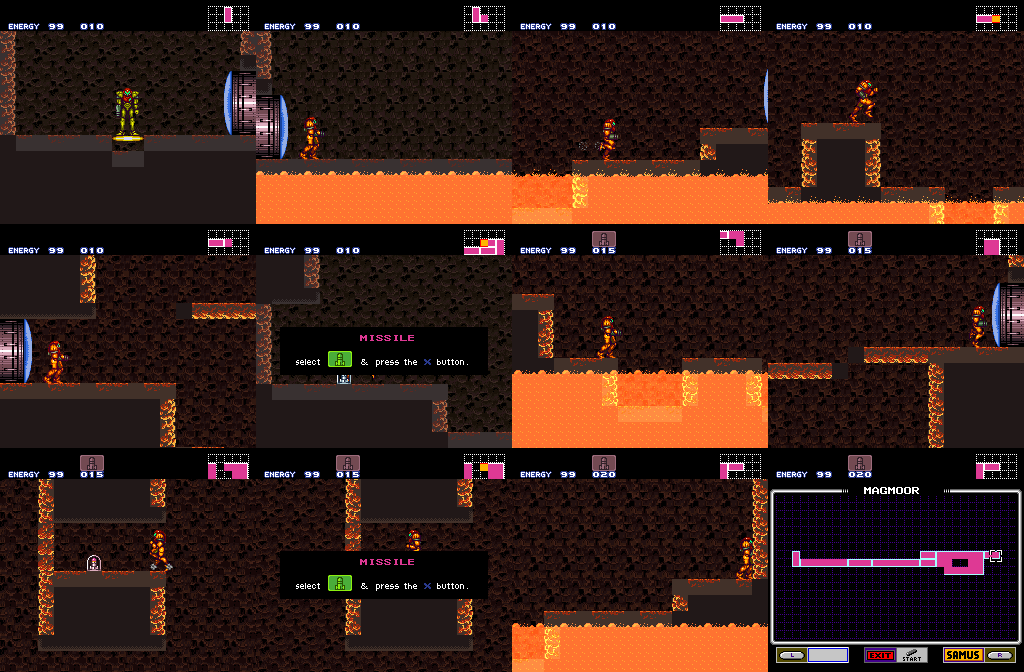 ENERGY 99 010
ENERGY 99 010
ENERGY 99 010
ENERGY 99 010
ENERGY 99 010
ENERGY 99 010
MISSILE
select & press the X button.
ENERGY 99 015
ENERGY 99 015
ENERGY 99 015
ENERGY 99 015
MISSILE
select & press the X button.
ENERGY 99 020
ENERGY 99 020
MAGMOOR
L
EXIT
START
SAMUS
R